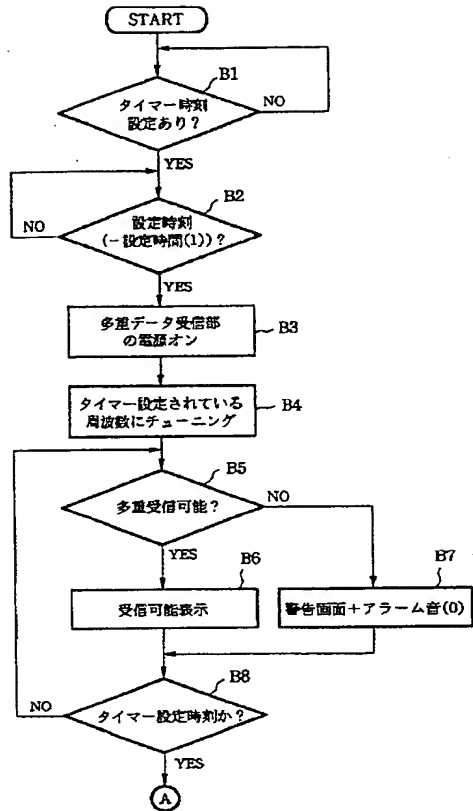 START
B1
タイマー時刻
設定あり?
NO
YES
B2
設定時刻
(-設定時間(1))?
NO
YES
多重データ受信部
の電源オン
B3
タイマー設定されている
周波数にチューニング
B4
B5
多重受信可能?
NO
YES
B6
受信可能表示
B7
警告画面+アラーム音(0)
B8
タイマー設定時刻か?
NO
YES
A